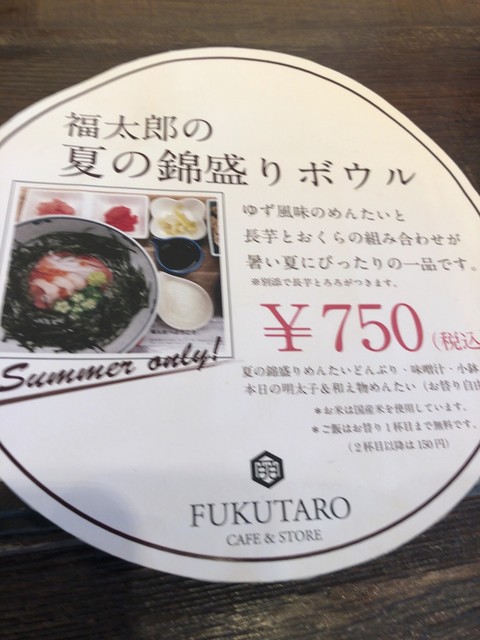 福太郎の
夏の錦盛りボウル
ゆず風味のめんたいと
長芋とおくらの組み合わせが
暑い夏にぴったりの一品です。
※別添で長芋とろろがつきます。
¥750(税込
Summer only!
夏の錦盛りめんたいどんぶり・味噌汁・小鉢
本日の明太子&和え物めんたい(お替り自由
*お米は国産米を使用しています。
*ご飯はお替り1杯目まで無料です。
(2杯目以降は150円)
FUKUTARO
CAFE & STORE